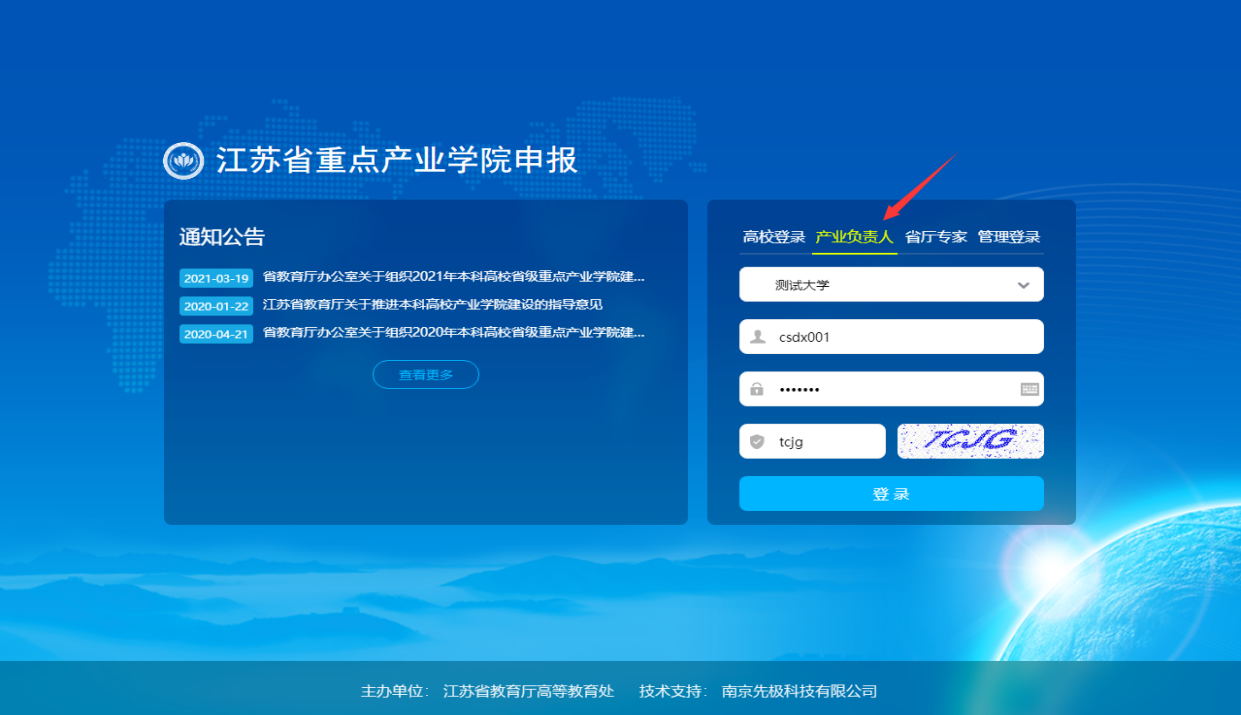 江苏省重点产业学院申报
通知公告
2021-03-19 省教育厅办公室关于组织2021年本科高校省级重点产业学院建...
2020-01-22 江苏省教育厅关于推进本科高校产业学院建设的指导意见
2020-04-21 省教育厅办公室关于组织2020年本科高校省级重点产业学院建...
查看更多
高校登录 产业负责人 省厅专家 管理登录
测试大学
csdx001
•••••••
tcjg TCJG
登 录
主办单位： 江苏省教育厅高等教育处 技术支持： 南京先极科技有限公司